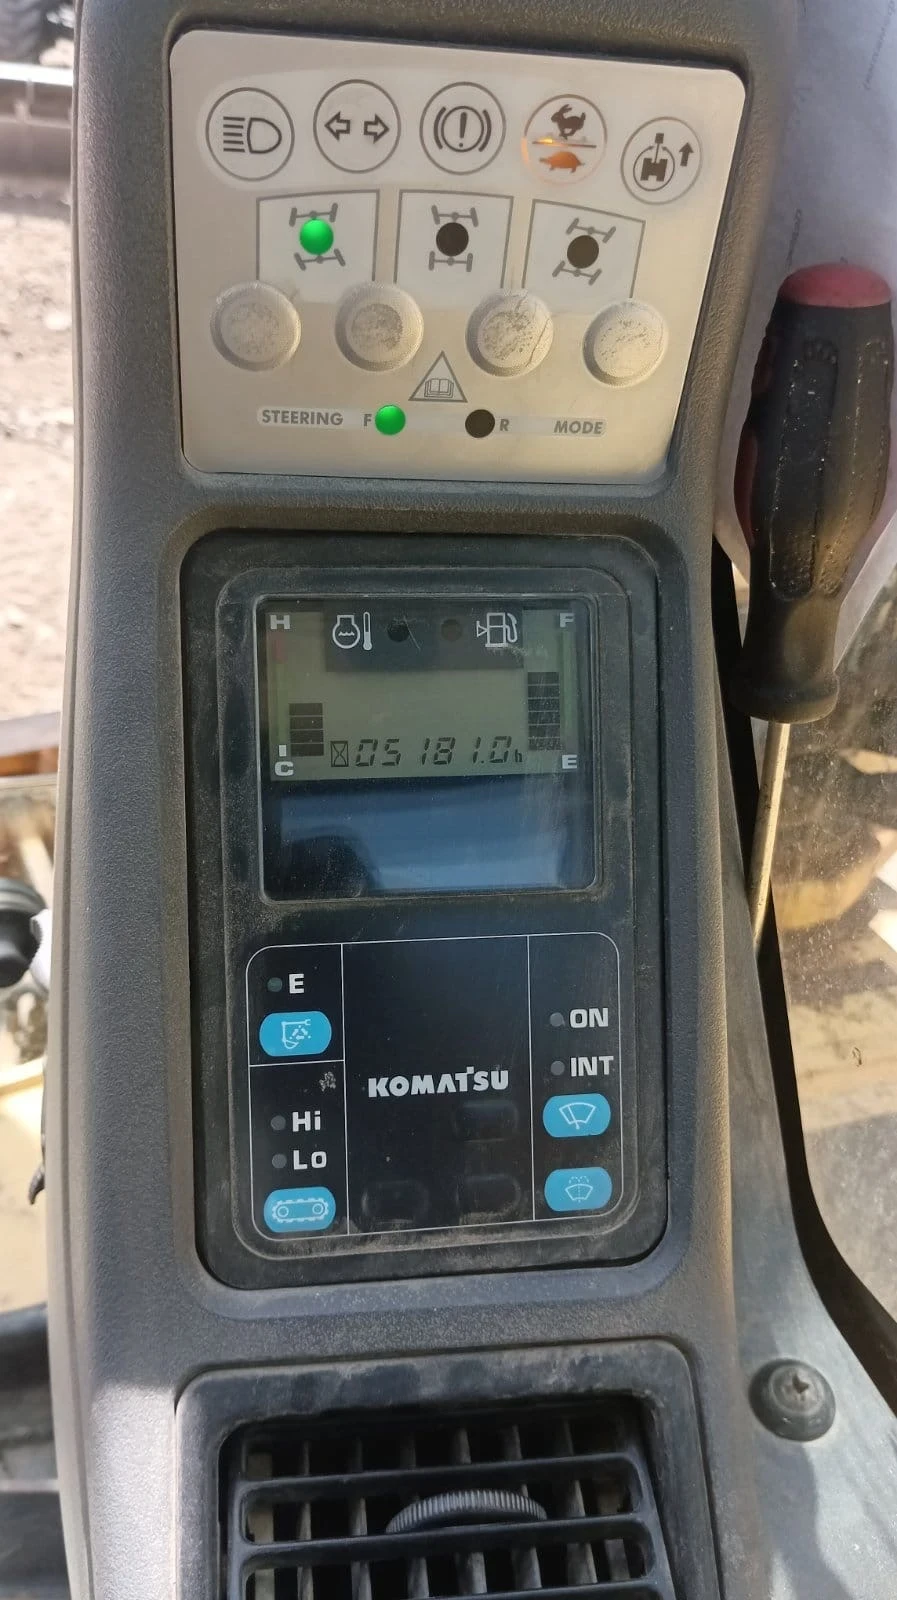 STEERING F R MODE
H F
05181.0h
C E
E
ON
INT
KOMATSU
Hi
Lo